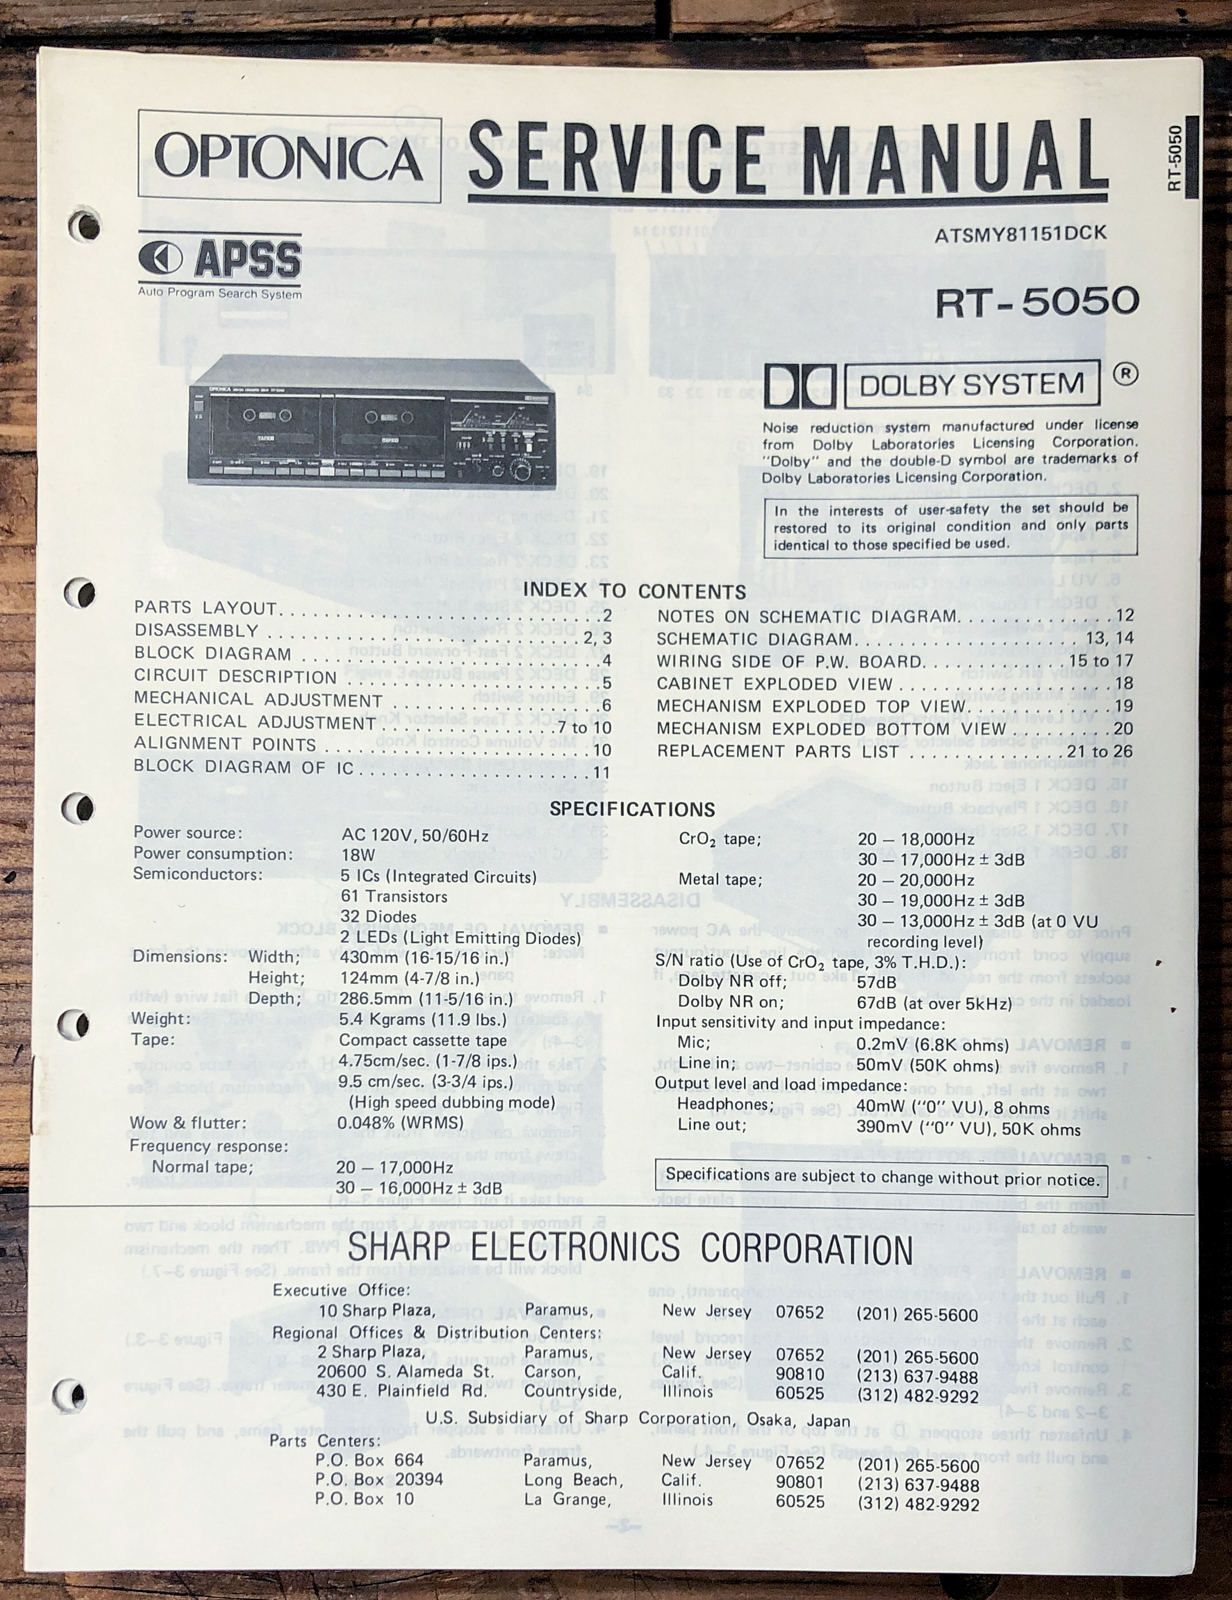 OPTONICA
SERVICE MANUAL
RT-5050
ATSMY81151DCK
APSS
Auto Program Search System
RT-5050
DOLBY SYSTEM ®
Noise reduction system manufactured under license
from Dolby Laboratories Licensing Corporation.
"Dolby" and the double-D symbol are trademarks of
Dolby Laboratories Licensing Corporation.
In the interests of user-safety the set should be
restored to its original condition and only parts
identical to those specified be used.
INDEX TO CONTENTS
PARTS LAYOUT. . . . . . . . . . . . . . . . . . . . . . . . . . . 2
DISASSEMBLY . . . . . . . . . . . . . . . . . . . . . . . . . . 2, 3
BLOCK DIAGRAM . . . . . . . . . . . . . . . . . . . . . . . . 4
CIRCUIT DESCRIPTION . . . . . . . . . . . . . . . . . . . . 5
MECHANICAL ADJUSTMENT . . . . . . . . . . . . . . . . 6
ELECTRICAL ADJUSTMENT . . . . . . . . . . . . . .7 to 10
ALIGNMENT POINTS . . . . . . . . . . . . . . . . . . . . . 10
BLOCK DIAGRAM OF IC . . . . . . . . . . . . . . . . . . . 11
NOTES ON SCHEMATIC DIAGRAM. . . . . . . . . . . . . 12
SCHEMATIC DIAGRAM. . . . . . . . . . . . . . . . . . 13, 14
WIRING SIDE OF P.W. BOARD. . . . . . . . . . . . 15 to 17
CABINET EXPLODED VIEW . . . . . . . . . . . . . . . . . 18
MECHANISM EXPLODED TOP VIEW. . . . . . . . . . . . 19
MECHANISM EXPLODED BOTTOM VIEW . . . . . . . . 20
REPLACEMENT PARTS LIST . . . . . . . . . . . . . 21 to 26
SPECIFICATIONS
Power source: AC 120V, 50/60Hz
Power consumption: 18W
Semiconductors: 5 ICs (Integrated Circuits)
61 Transistors
32 Diodes
2 LEDs (Light Emitting Diodes)
Dimensions: Width; 430mm (16-15/16 in.)
Height; 124mm (4-7/8 in.)
Depth; 286.5mm (11-5/16 in.)
Weight: 5.4 Kgrams (11.9 lbs.)
Tape: Compact cassette tape
4.75cm/sec. (1-7/8 ips.)
9.5 cm/sec. (3-3/4 ips.)
(High speed dubbing mode)
Wow & flutter: 0.048% (WRMS)
Frequency response:
Normal tape; 20 – 17,000Hz
30 – 16,000Hz ± 3dB
CrO₂ tape; 20 – 18,000Hz
30 – 17,000Hz ± 3dB
Metal tape; 20 – 20,000Hz
30 – 19,000Hz ± 3dB
30 – 13,000Hz ± 3dB (at 0 VU
recording level)
S/N ratio (Use of CrO₂ tape, 3% T.H.D.):
Dolby NR off; 57dB
Dolby NR on; 67dB (at over 5kHz)
Input sensitivity and input impedance:
Mic; 0.2mV (6.8K ohms)
Line in; 50mV (50K ohms)
Output level and load impedance:
Headphones; 40mW ("0" VU), 8 ohms
Line out; 390mV ("0" VU), 50K ohms
Specifications are subject to change without prior notice.
SHARP ELECTRONICS CORPORATION
Executive Office:
10 Sharp Plaza, Paramus, New Jersey 07652 (201) 265-5600
Regional Offices & Distribution Centers:
2 Sharp Plaza, Paramus, New Jersey 07652 (201) 265-5600
20600 S. Alameda St. Carson, Calif. 90810 (213) 637-9488
430 E. Plainfield Rd. Countryside, Illinois 60525 (312) 482-9292
U.S. Subsidiary of Sharp Corporation, Osaka, Japan
Parts Centers:
P.O. Box 664 Paramus, New Jersey 07652 (201) 265-5600
P.O. Box 20394 Long Beach, Calif. 90801 (213) 637-9488
P.O. Box 10 La Grange, Illinois 60525 (312) 482-9292